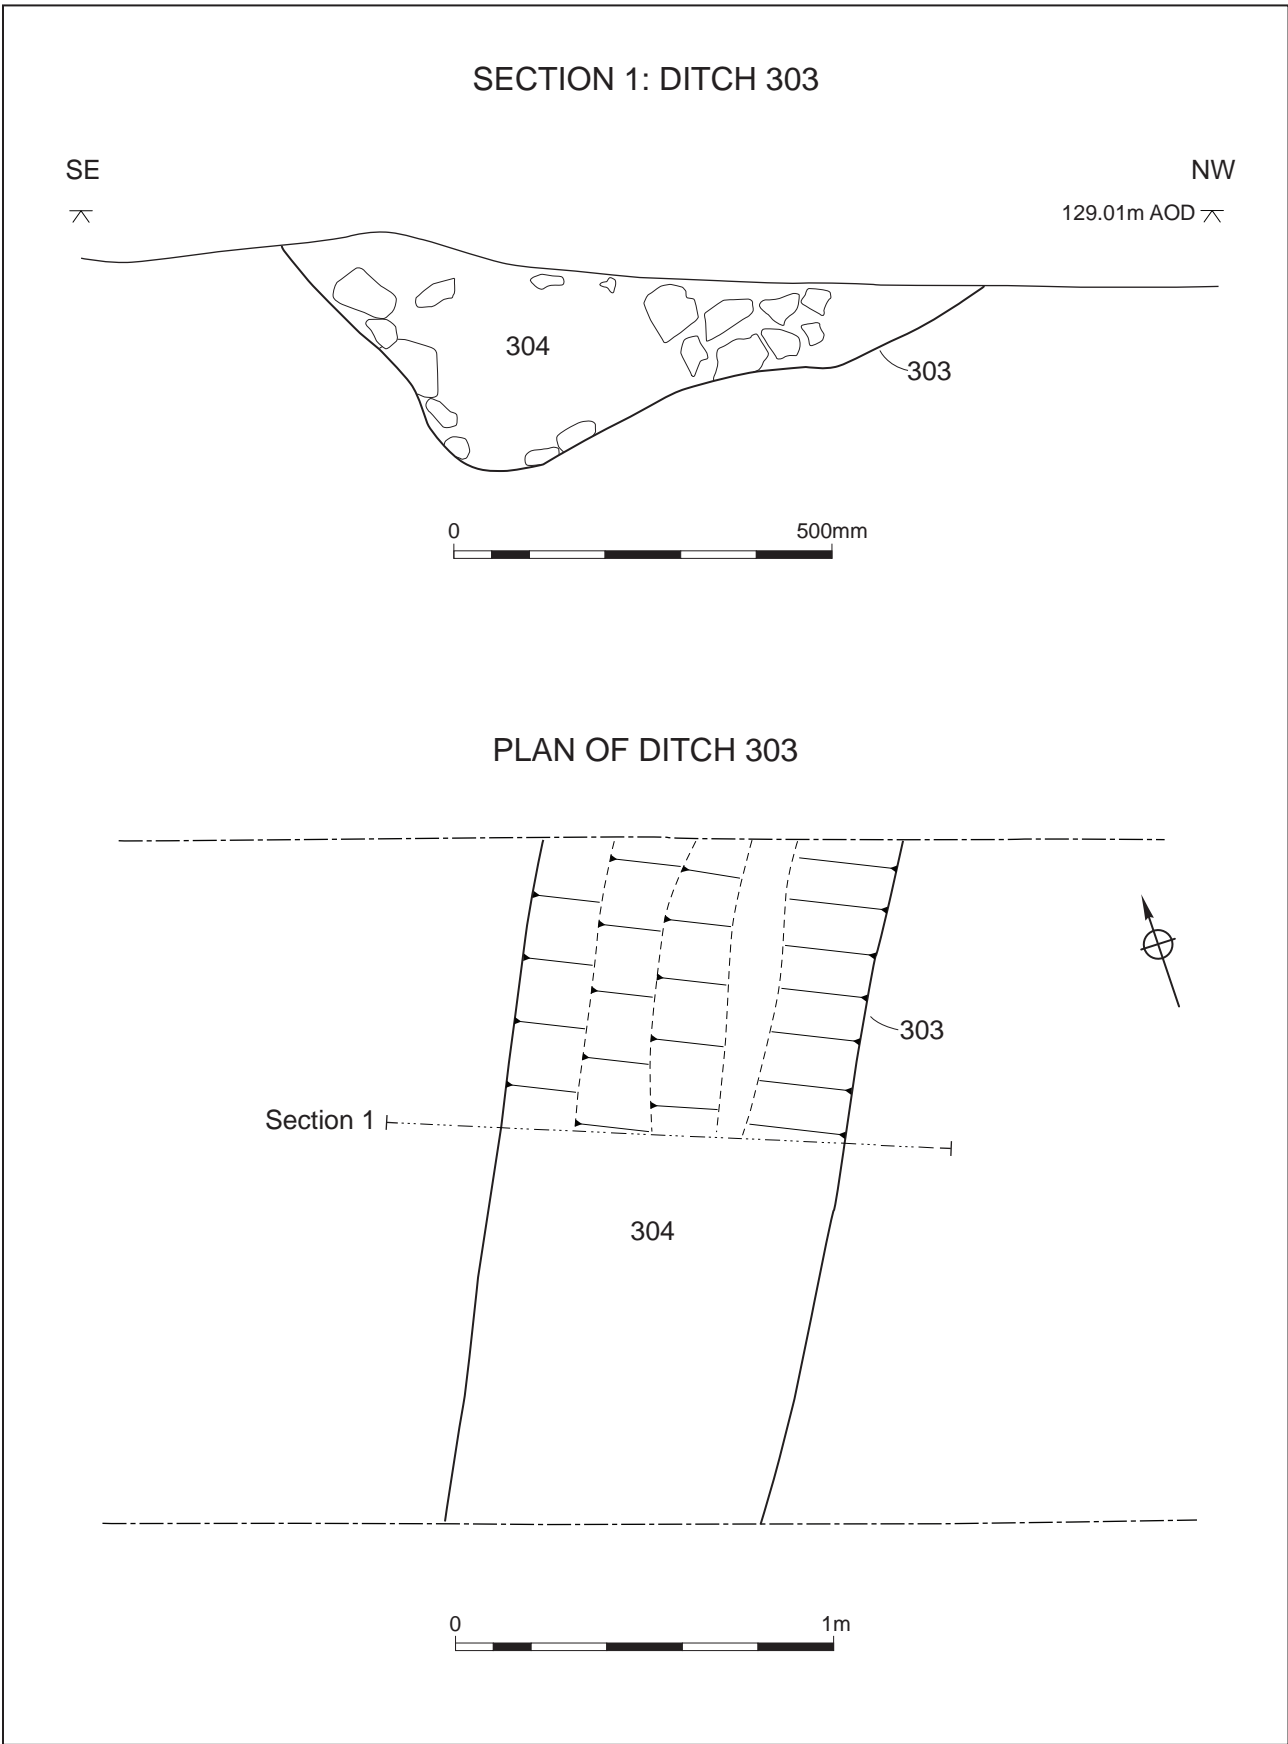 SECTION 1: DITCH 303
SE
NW
129.01m AOD
304
303
0
500mm
PLAN OF DITCH 303
303
Section 1
304
0
1m